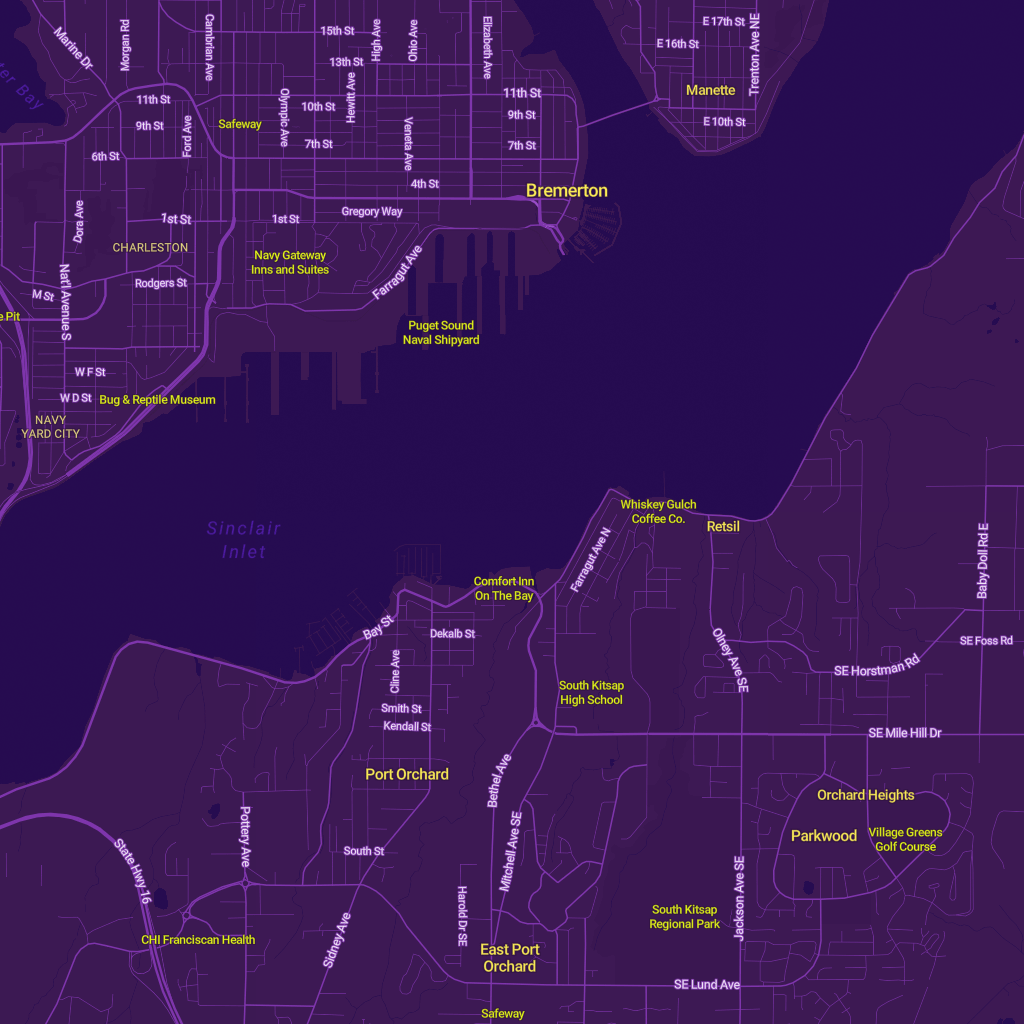 15th St
High Ave
Ohio Ave
Elizabeth Ave
E 17th St
Trenton Ave NE
E 16th St
Marine Dr
Morgan Rd
Cambrian Ave
13th St
Hewitt Ave
Manette
11th St
11th St
10th St
Olympic Ave
9th St
E 10th St
9th St
Safeway
Ford Ave
Veneta Ave
7th St
7th St
6th St
4th St
Bremerton
Gregory Way
1st St
1st St
Dora Ave
CHARLESTON
Navy Gateway
Inns and Suites
Farragut Ave
Rodgers St
M St
Nat'l Avenue S
e Pit
Puget Sound
Naval Shipyard
W F St
W D St
Bug & Reptile Museum
NAVY
YARD CITY
Sinclair
Inlet
Whiskey Gulch
Coffee Co.
Retsil
Farragut Ave N
Baby Doll Rd E
Comfort Inn
On The Bay
Bay St
Dekalb St
SE Foss Rd
Cline Ave
Olney Ave SE
SE Horstman Rd
South Kitsap
High School
Smith St
Kendall St
SE Mile Hill Dr
Port Orchard
Bethel Ave
Orchard Heights
Parkwood
Village Greens
Golf Course
Pottery Ave
Mitchell Ave SE
South St
State Hwy 16
Jackson Ave SE
Harold Dr SE
South Kitsap
Regional Park
Sidney Ave
CHI Franciscan Health
East Port
Orchard
SE Lund Ave
Safeway